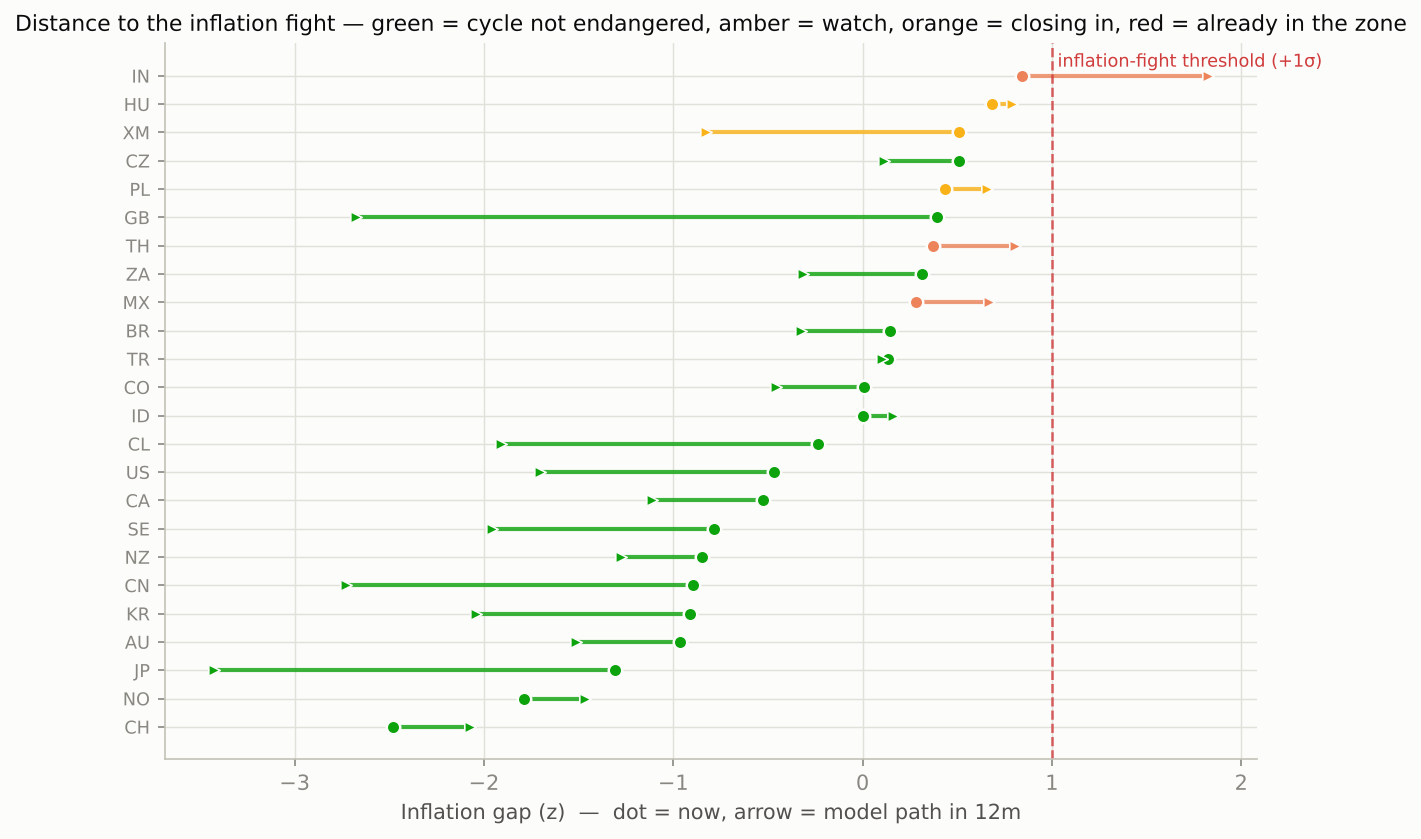 Distance to the inflation fight — green = cycle not endangered, amber = watch, orange = closing in, red = already in the zone
inflation-fight threshold (+1σ)
IN
HU
XM
CZ
PL
GB
TH
ZA
MX
BR
TR
CO
ID
CL
US
CA
SE
NZ
CN
KR
AU
JP
NO
CH
−3 −2 −1 0 1 2
Inflation gap (z) — dot = now, arrow = model path in 12m